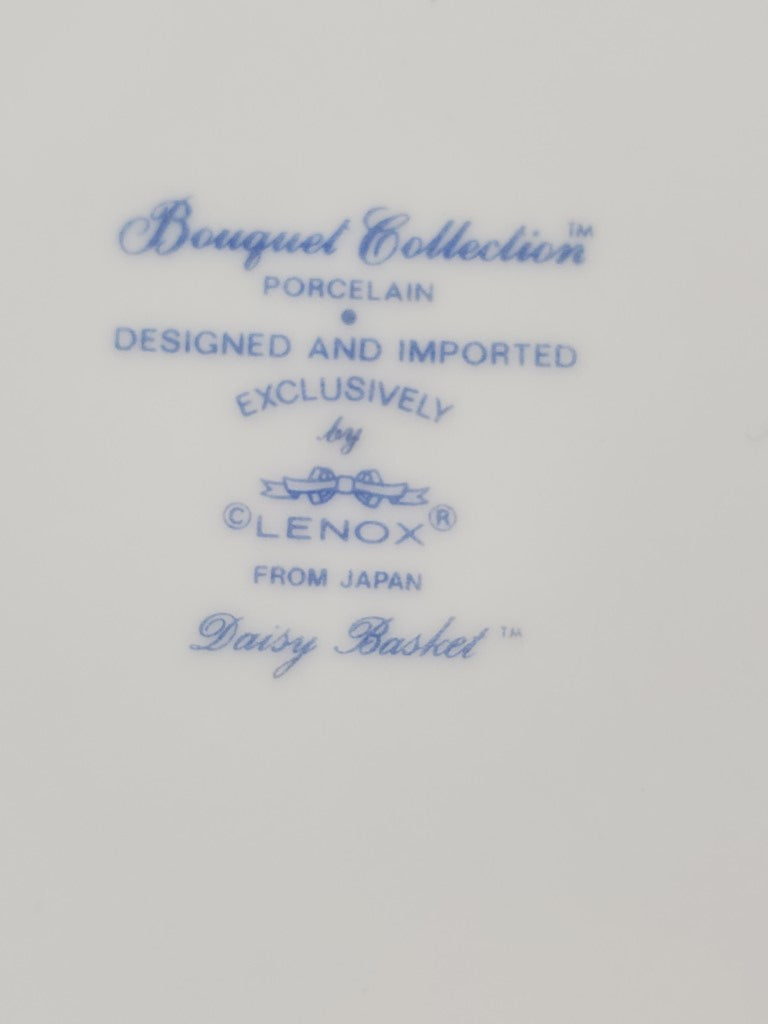 Bouquet Collection™
PORCELAIN
•
DESIGNED AND IMPORTED
EXCLUSIVELY
by
©LENOX®
FROM JAPAN
Daisy Basket™